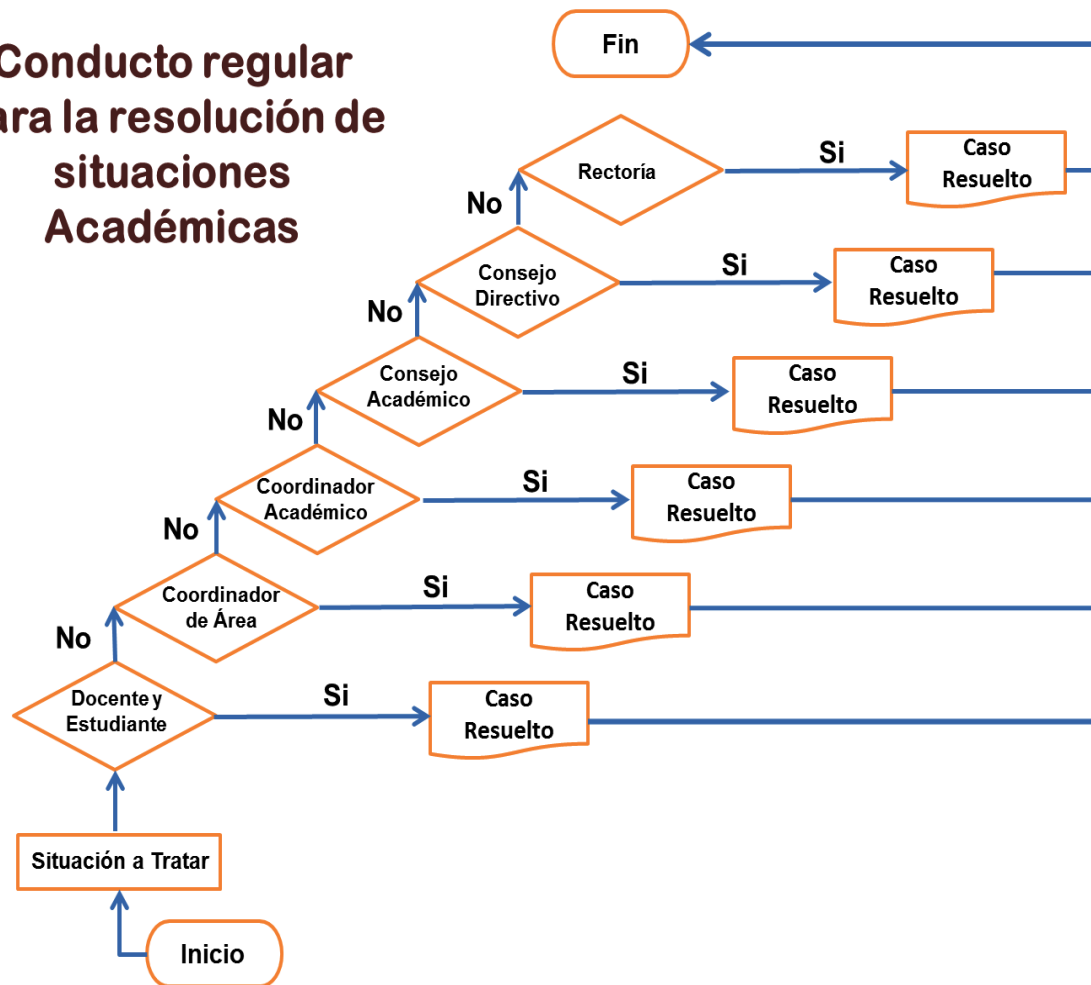 Conducto regular
ara la resolución de
situaciones
Académicas
Fin
Rectoría
Si
Caso
Resuelto
No
Consejo
Directivo
Si
Caso
Resuelto
No
Consejo
Académico
Si
Caso
Resuelto
No
Coordinador
Académico
Si
Caso
Resuelto
No
Coordinador
de Área
Si
Caso
Resuelto
No
Docente y
Estudiante
Si
Caso
Resuelto
Situación a Tratar
Inicio